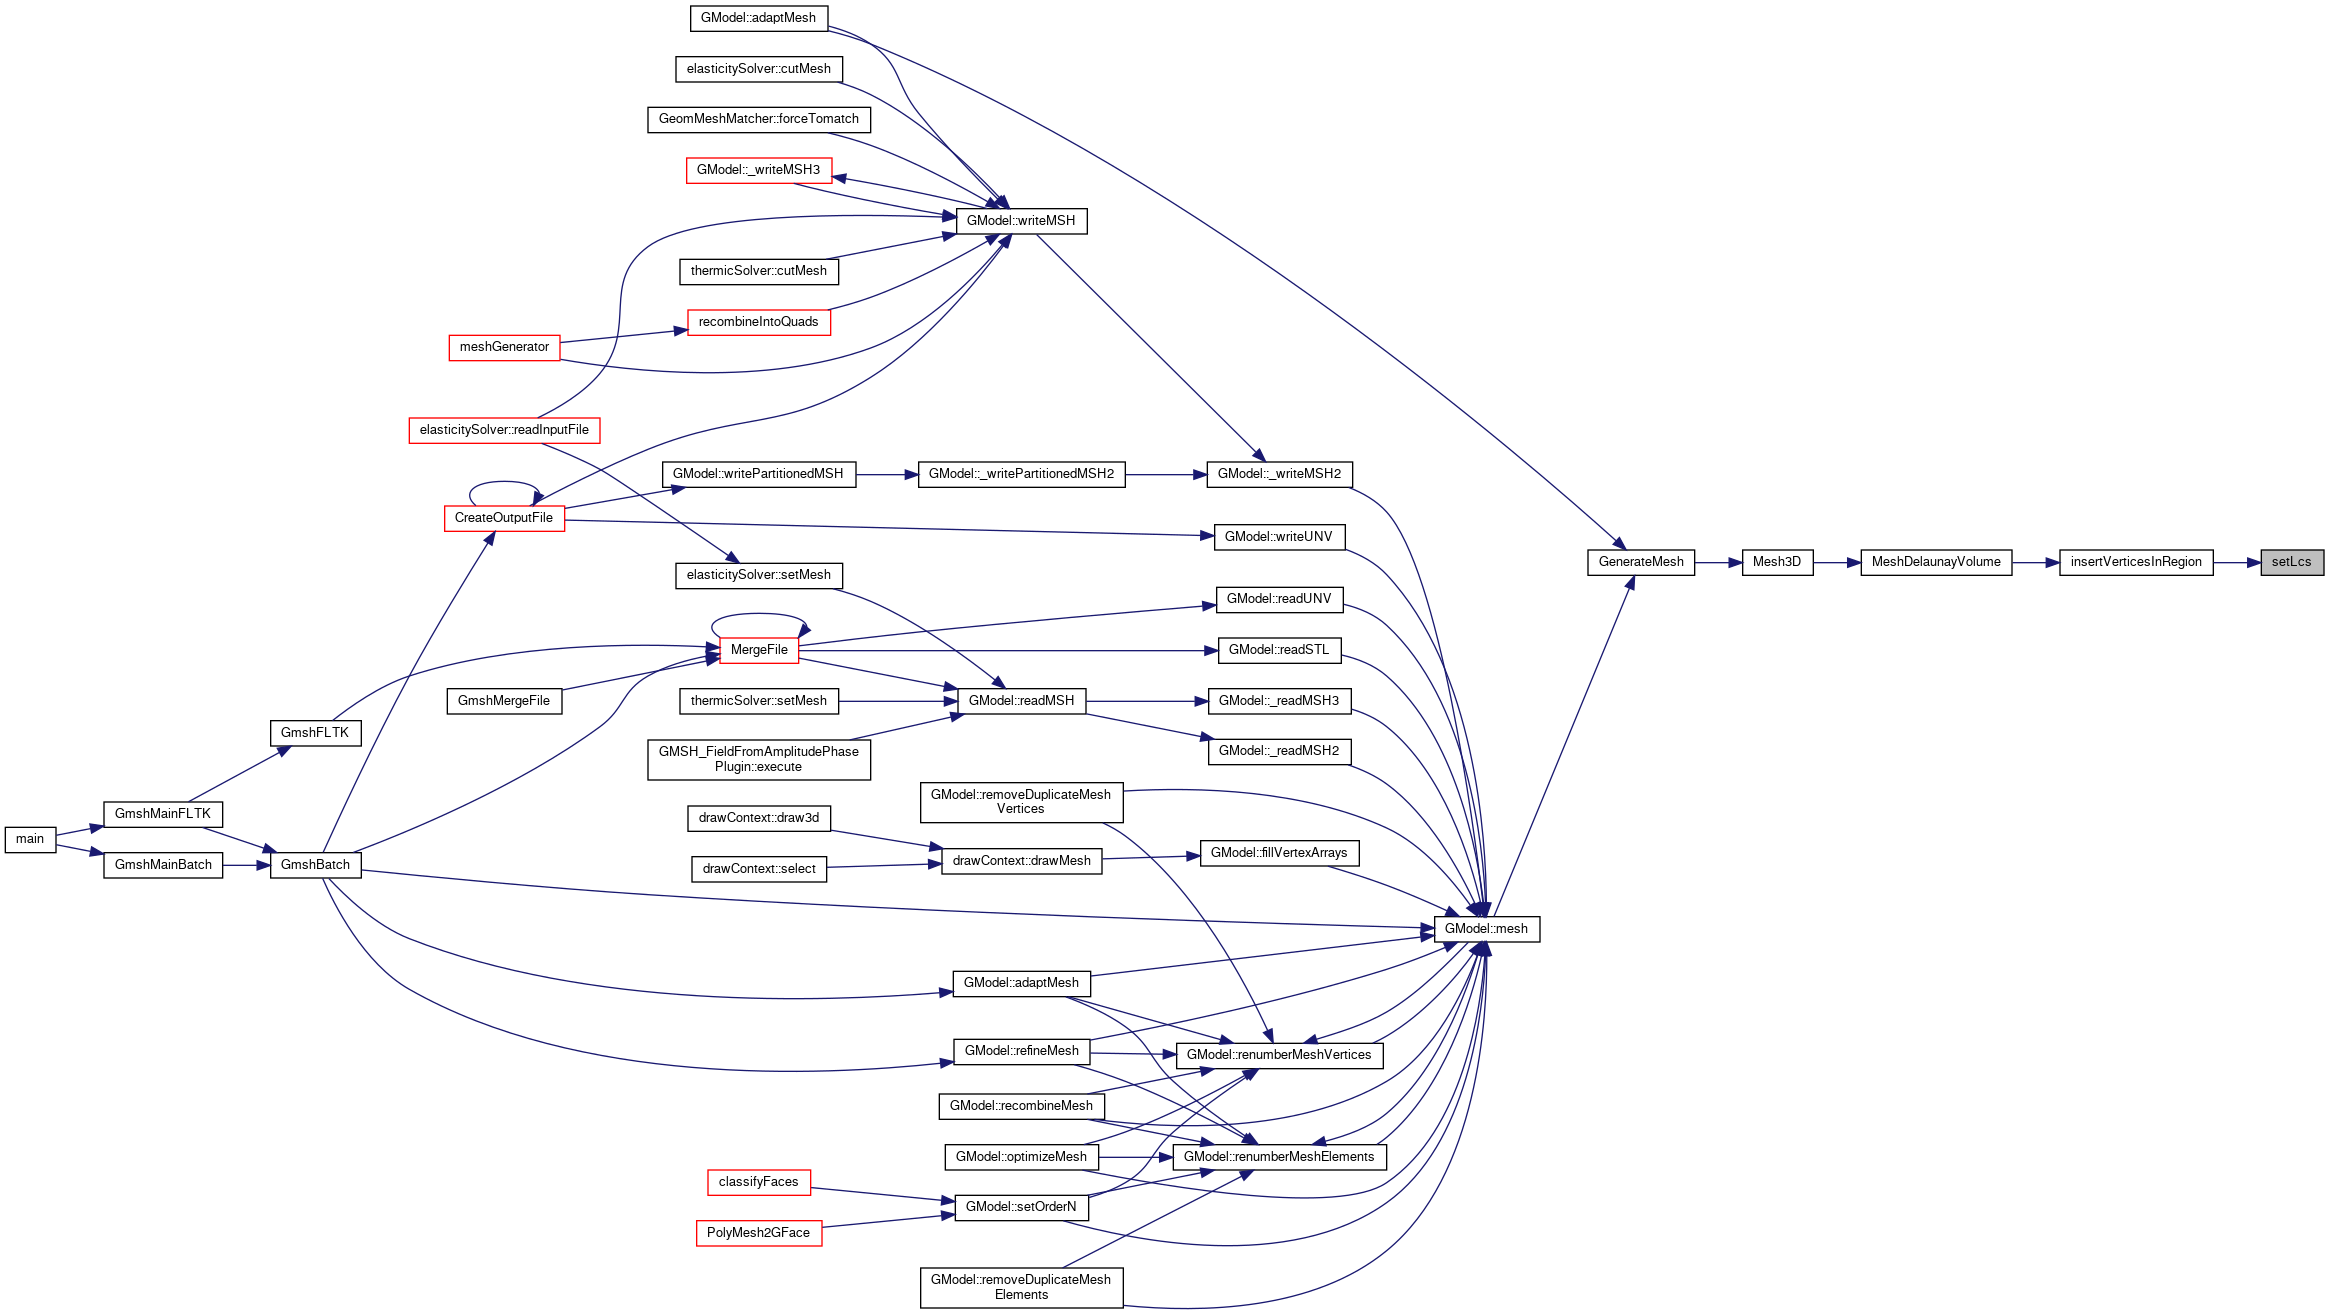 GModel::adaptMesh
elasticitySolver::cutMesh
GeomMeshMatcher::forceTomatch
GModel::_writeMSH3
GModel::writeMSH
thermicSolver::cutMesh
recombineIntoQuads
meshGenerator
elasticitySolver::readInputFile
GModel::writePartitionedMSH
GModel::_writePartitionedMSH2
GModel::_writeMSH2
CreateOutputFile
GModel::writeUNV
GenerateMesh
Mesh3D
MeshDelaunayVolume
insertVerticesInRegion
setLcs
elasticitySolver::setMesh
GModel::readUNV
MergeFile
GModel::readSTL
GmshMergeFile
thermicSolver::setMesh
GModel::readMSH
GModel::_readMSH3
GmshFLTK
GMSH_FieldFromAmplitudePhase
Plugin::execute
GModel::_readMSH2
GModel::removeDuplicateMesh
Vertices
GmshMainFLTK
drawContext::draw3d
main
GmshMainBatch
GmshBatch
drawContext::select
drawContext::drawMesh
GModel::fillVertexArrays
GModel::mesh
GModel::adaptMesh
GModel::refineMesh
GModel::renumberMeshVertices
GModel::recombineMesh
GModel::optimizeMesh
GModel::renumberMeshElements
classifyFaces
GModel::setOrderN
PolyMesh2GFace
GModel::removeDuplicateMesh
Elements